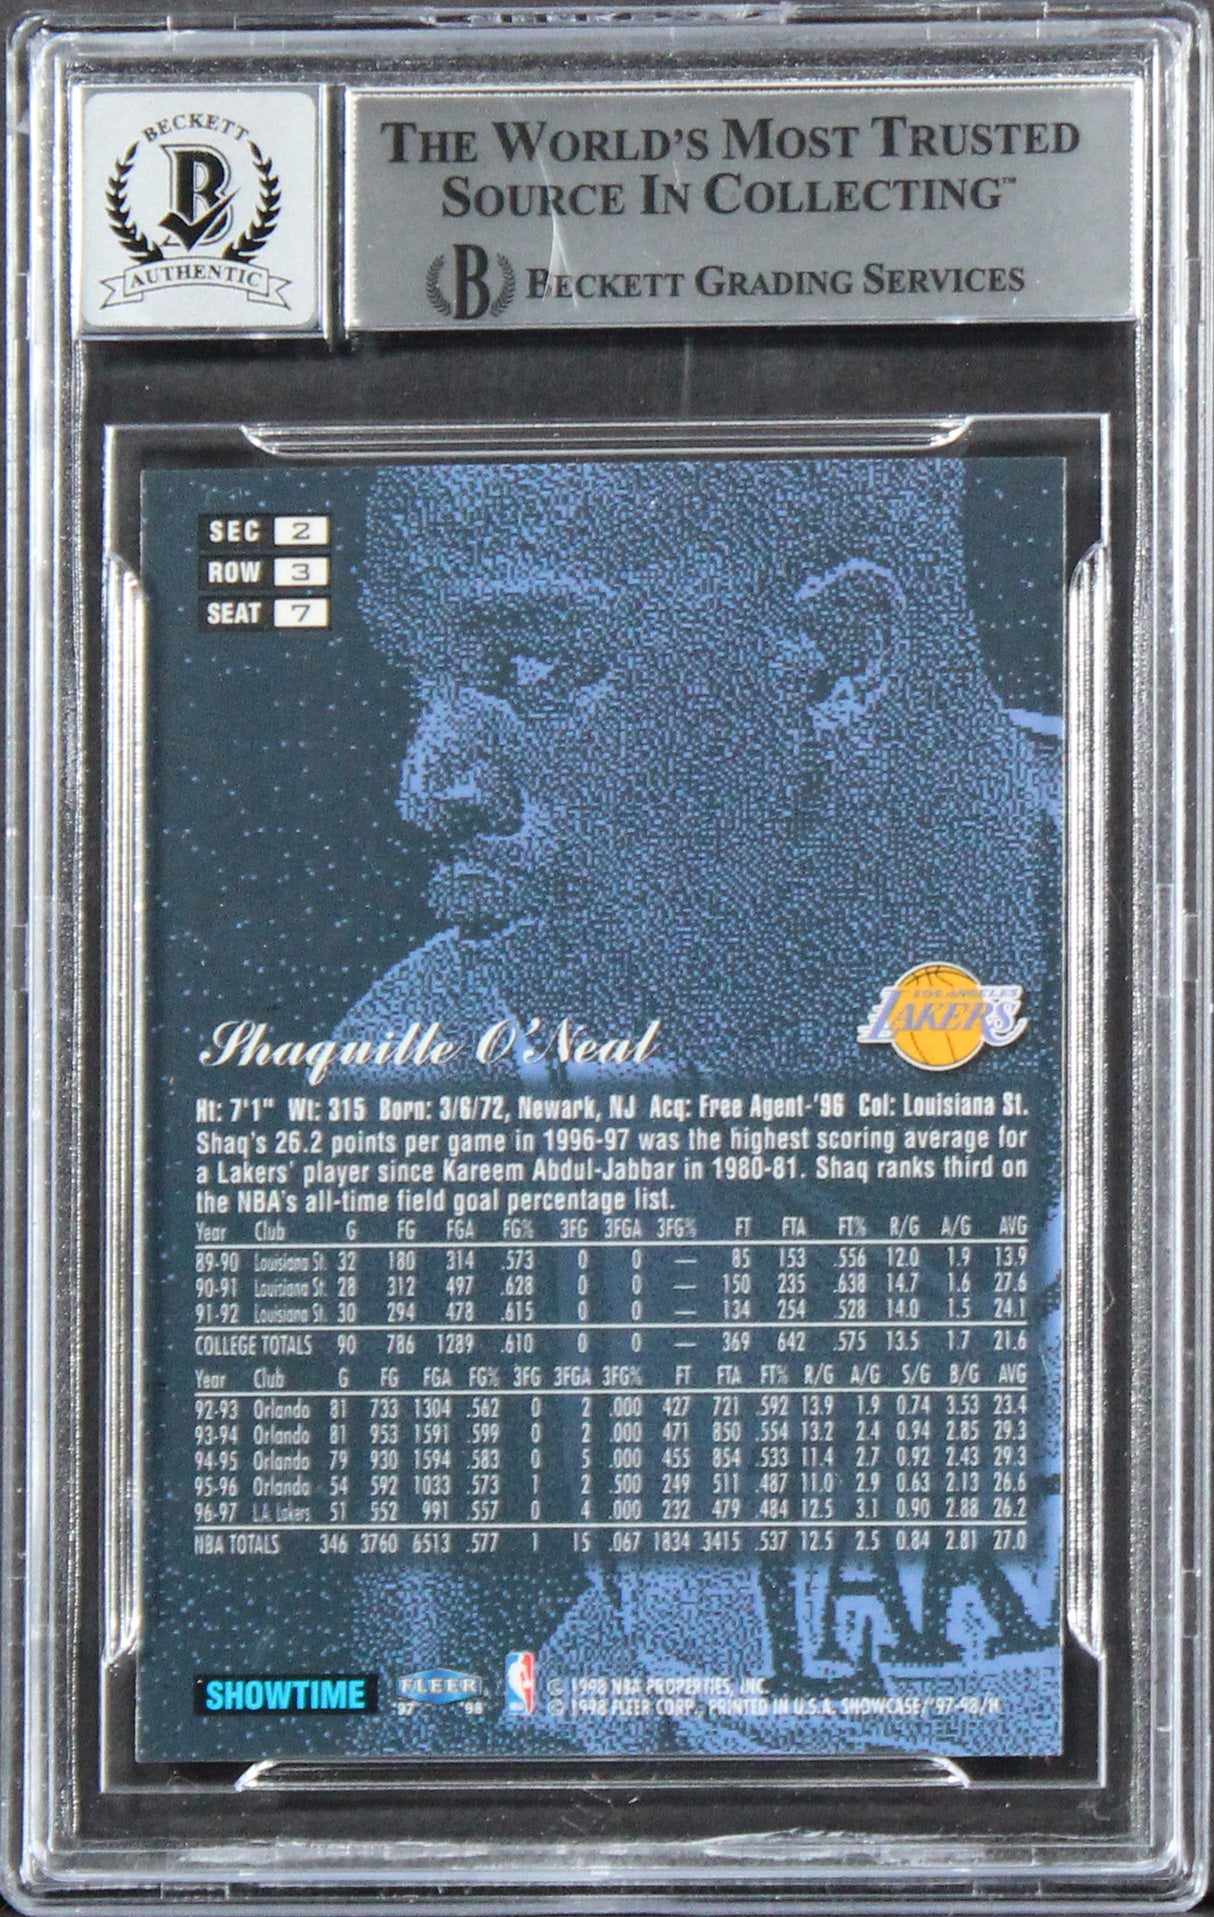 BECKETT
B
AUTHENTIC
THE WORLD'S MOST TRUSTED
SOURCE IN COLLECTING™
B BECKETT GRADING SERVICES
SEC 2
ROW 3
SEAT 7
LOS ANGELES
LAKERS
Shaquille O'Neal
Ht: 7'1" Wt: 315 Born: 3/6/72, Newark, NJ Acq: Free Agent-'96 Col: Louisiana St.
Shaq's 26.2 points per game in 1996-97 was the highest scoring average for
a Lakers' player since Kareem Abdul-Jabbar in 1980-81. Shaq ranks third on
the NBA's all-time field goal percentage list.
Year Club G FG FGA FG% 3FG 3FGA 3FG% FT FTA FT% R/G A/G AVG
89-90 Louisiana St. 32 180 314 .573 0 0 — 85 153 .556 12.0 1.9 13.9
90-91 Louisiana St. 28 312 497 .628 0 0 — 150 235 .638 14.7 1.6 27.6
91-92 Louisiana St. 30 294 478 .615 0 0 — 134 254 .528 14.0 1.5 24.1
COLLEGE TOTALS 90 786 1289 .610 0 0 — 369 642 .575 13.5 1.7 21.6
Year Club G FG FGA FG% 3FG 3FGA 3FG% FT FTA FT% R/G A/G S/G B/G AVG
92-93 Orlando 81 733 1304 .562 0 2 .000 427 721 .592 13.9 1.9 0.74 3.53 23.4
93-94 Orlando 81 953 1591 .599 0 2 .000 471 850 .554 13.2 2.4 0.94 2.85 29.3
94-95 Orlando 79 930 1594 .583 0 5 .000 455 854 .533 11.4 2.7 0.92 2.43 29.3
95-96 Orlando 54 592 1033 .573 1 2 .500 249 511 .487 11.0 2.9 0.63 2.13 26.6
96-97 L.A. Lakers 51 552 991 .557 0 4 .000 232 479 .484 12.5 3.1 0.90 2.88 26.2
NBA TOTALS 346 3760 6513 .577 1 15 .067 1834 3415 .537 12.5 2.5 0.84 2.81 27.0
SHOWTIME
FLEER
97 98
© 1998 NBA PROPERTIES, INC.
© 1998 FLEER CORP., PRINTED IN U.S.A. SHOWCASE/'97-98/H